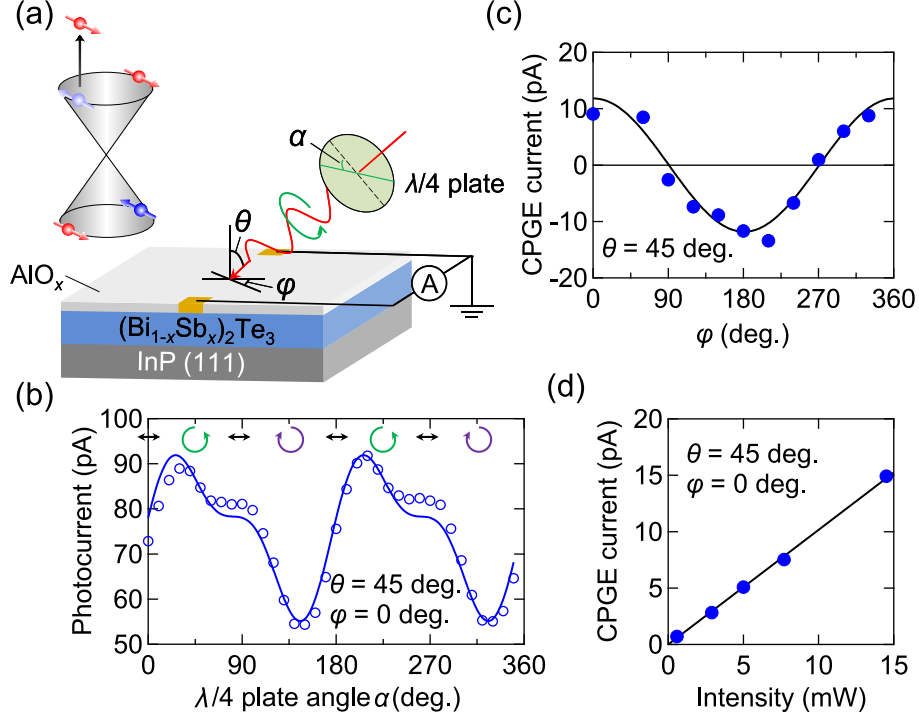 (a)
α
λ/4 plate
θ
φ
A
AlOx
(Bi1-xSbx)2Te3
InP (111)
(b)
Photocurrent (pA)
100
90
80
70
60
50
θ = 45 deg.
φ = 0 deg.
0 90 180 270 360
λ/4 plate angle α (deg.)
(c)
CPGE current (pA)
20
10
0
-10
-20
θ = 45 deg.
0 90 180 270 360
φ (deg.)
(d)
CPGE current (pA)
20
15
10
5
0
θ = 45 deg.
φ = 0 deg.
0 5 10 15
Intensity (mW)